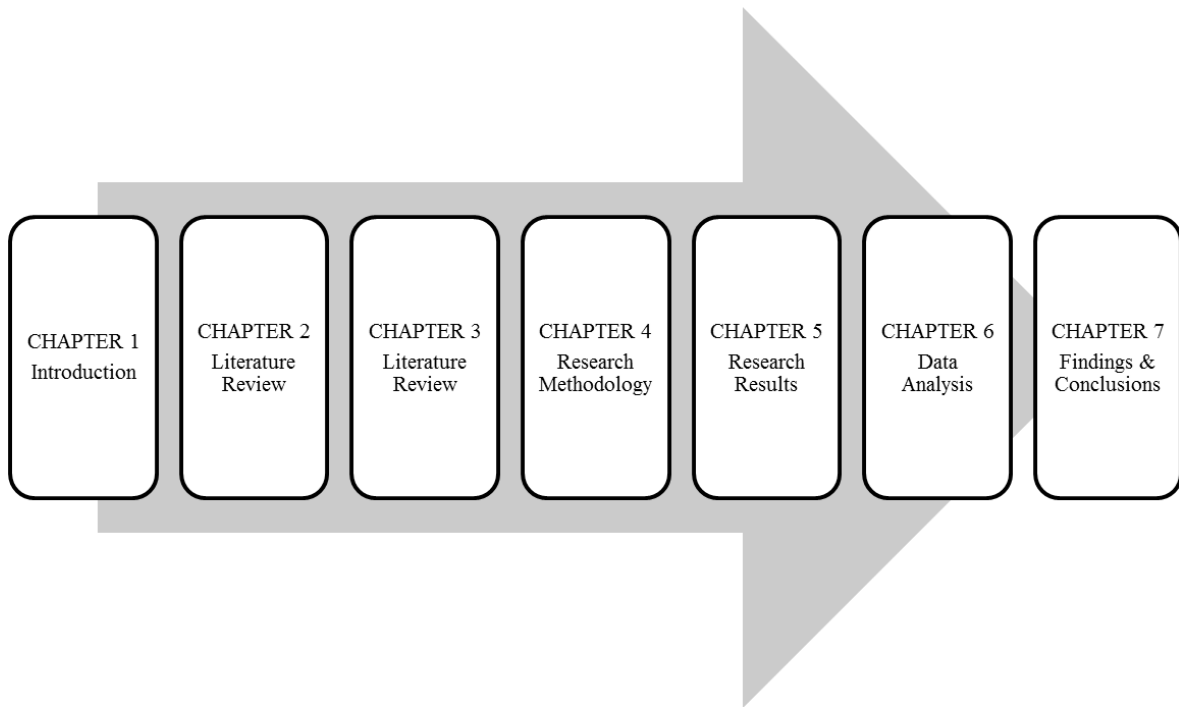 CHAPTER 1
Introduction
CHAPTER 2
Literature
Review
CHAPTER 3
Literature
Review
CHAPTER 4
Research
Methodology
CHAPTER 5
Research
Results
CHAPTER 6
Data
Analysis
CHAPTER 7
Findings &
Conclusions